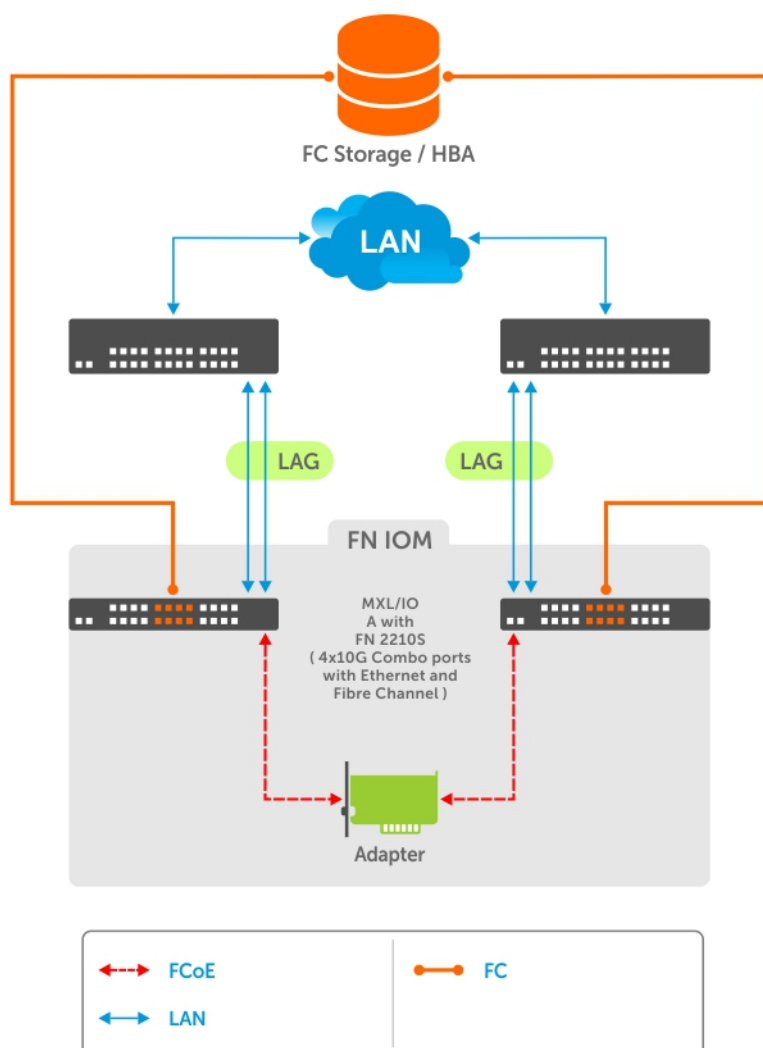 FC Storage / HBA
LAN
LAG
LAG
FN IOM
MXL/IO
A with
FN 2210S
( 4x10G Combo ports
with Ethernet and
Fibre Channel )
Adapter
FCoE
FC
LAN